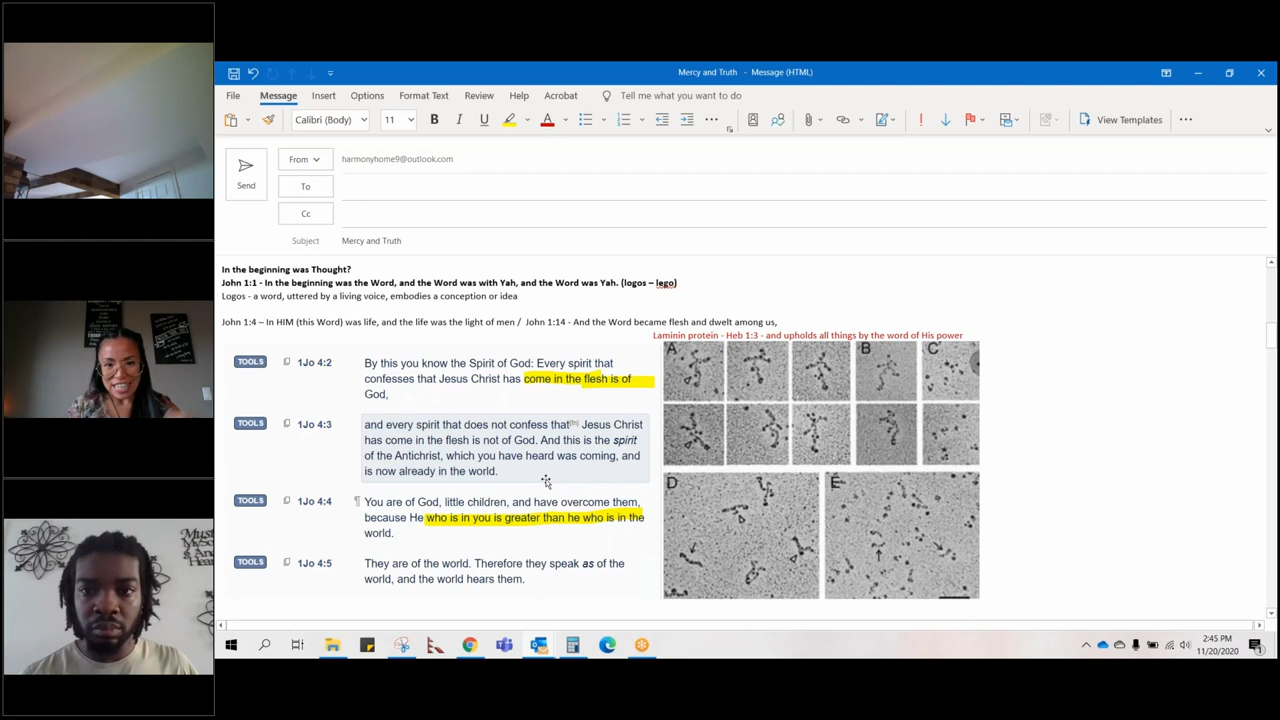 Mercy and Truth - Message (HTML)
File Message Insert Options Format Text Review Help Acrobat Tell me what you want to do
Calibri (Body) 11 B I U A View Templates
From harmonyhome9@outlook.com
Send
To
Cc
Subject Mercy and Truth
In the beginning was Thought?
John 1:1 - In the beginning was the Word, and the Word was with Yah, and the Word was Yah. (logos – lego)
Logos - a word, uttered by a living voice, embodies a conception or idea
John 1:4 – In HIM (this Word) was life, and the life was the light of men / John 1:14 - And the Word became flesh and dwelt among us,
Laminin protein - Heb 1:3 - and upholds all things by the word of His power
TOOLS 1Jo 4:2 By this you know the Spirit of God: Every spirit that
confesses that Jesus Christ has come in the flesh is of
God,
TOOLS 1Jo 4:3 and every spirit that does not confess that[fn] Jesus Christ
has come in the flesh is not of God. And this is the spirit
of the Antichrist, which you have heard was coming, and
is now already in the world.
TOOLS 1Jo 4:4 ¶ You are of God, little children, and have overcome them,
because He who is in you is greater than he who is in the
world.
TOOLS 1Jo 4:5 They are of the world. Therefore they speak as of the
world, and the world hears them.
A B C
D E
2:45 PM
11/20/2020